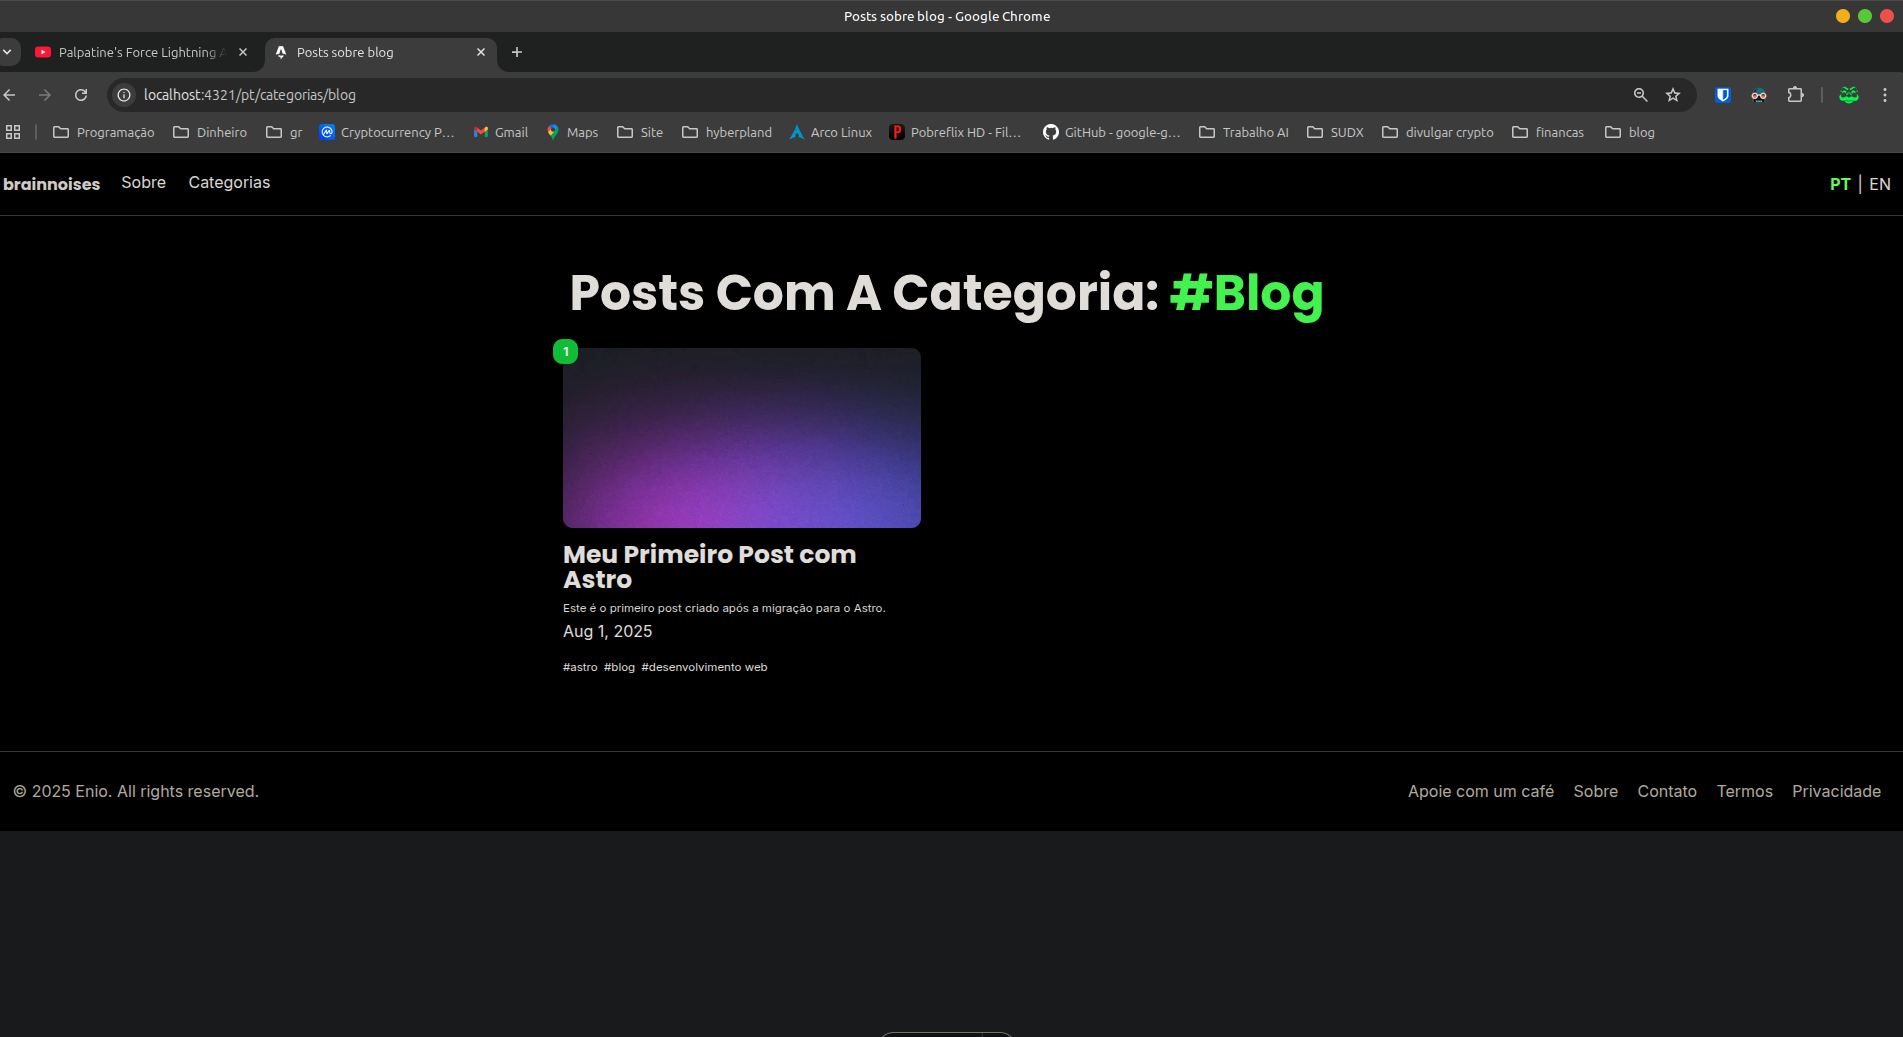 Posts sobre blog - Google Chrome
Palpatine's Force Lightning
Posts sobre blog
localhost:4321/pt/categorias/blog
Programação Dinheiro gr Cryptocurrency P... Gmail Maps Site hyberpland Arco Linux Pobreflix HD - Fil... GitHub - google-g... Trabalho AI SUDX divulgar crypto financas blog
brainnoises Sobre Categorias PT | EN
Posts Com A Categoria: #Blog
1
Meu Primeiro Post com
Astro
Este é o primeiro post criado após a migração para o Astro.
Aug 1, 2025
#astro #blog #desenvolvimento web
© 2025 Enio. All rights reserved. Apoie com um café Sobre Contato Termos Privacidade